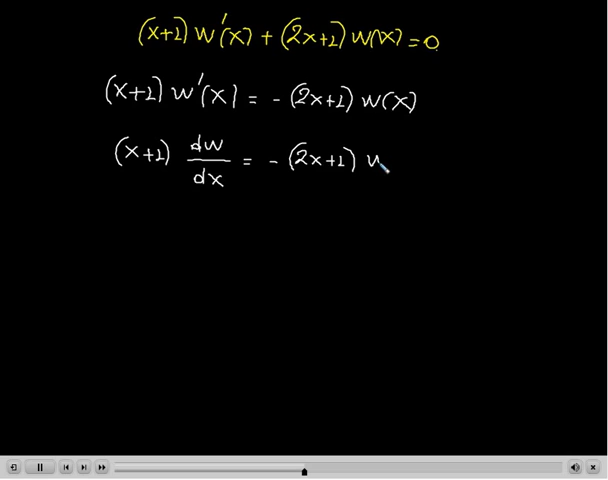 (x+1) w'(x) + (2x+1) w(x) = 0
(x+1) w'(x) = - (2x+1) w(x)
(x+1) dw/dx = - (2x+1)